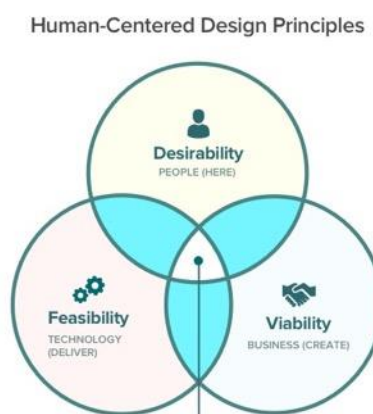 Human-Centered Design Principles
Desirability
PEOPLE (HERE)
Feasibility
TECHNOLOGY
(DELIVER)
Viability
BUSINESS (CREATE)